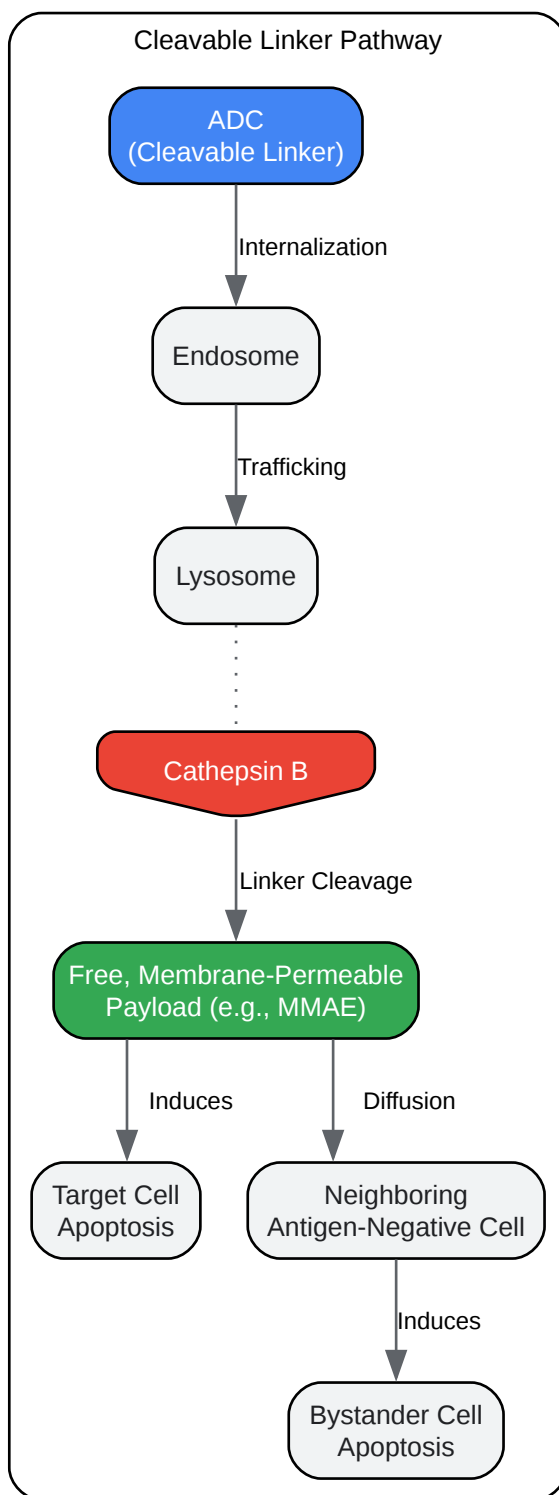 Cleavable Linker Pathway
ADC
(Cleavable Linker)
Internalization
Endosome
Trafficking
Lysosome
Cathepsin B
Linker Cleavage
Free, Membrane-Permeable
Payload (e.g., MMAE)
Induces
Diffusion
Target Cell
Apoptosis
Neighboring
Antigen-Negative Cell
Induces
Bystander Cell
Apoptosis